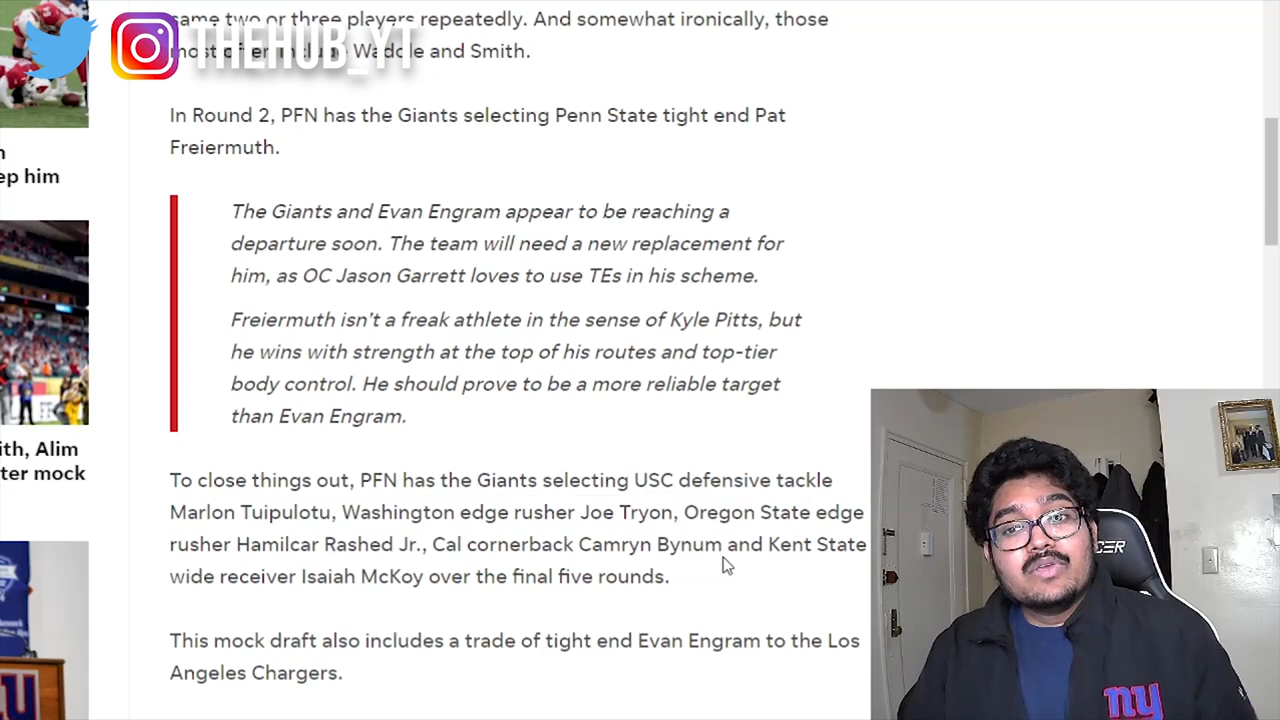 same two or three players repeatedly. And somewhat ironically, those
THEHUB_YT
most often include Waddle and Smith.
In Round 2, PFN has the Giants selecting Penn State tight end Pat
Freiermuth.
ep him
The Giants and Evan Engram appear to be reaching a
departure soon. The team will need a new replacement for
him, as OC Jason Garrett loves to use TEs in his scheme.
Freiermuth isn't a freak athlete in the sense of Kyle Pitts, but
he wins with strength at the top of his routes and top-tier
body control. He should prove to be a more reliable target
than Evan Engram.
ith, Alim
ter mock
To close things out, PFN has the Giants selecting USC defensive tackle
Marlon Tuipulotu, Washington edge rusher Joe Tryon, Oregon State edge
rusher Hamilcar Rashed Jr., Cal cornerback Camryn Bynum and Kent State
wide receiver Isaiah McKoy over the final five rounds.
This mock draft also includes a trade of tight end Evan Engram to the Los
Angeles Chargers.
ny